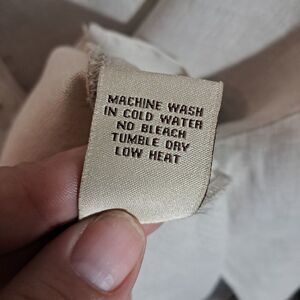 MACHINE WASH
IN COLD WATER
NO BLEACH
TUMBLE DRY
LOW HEAT